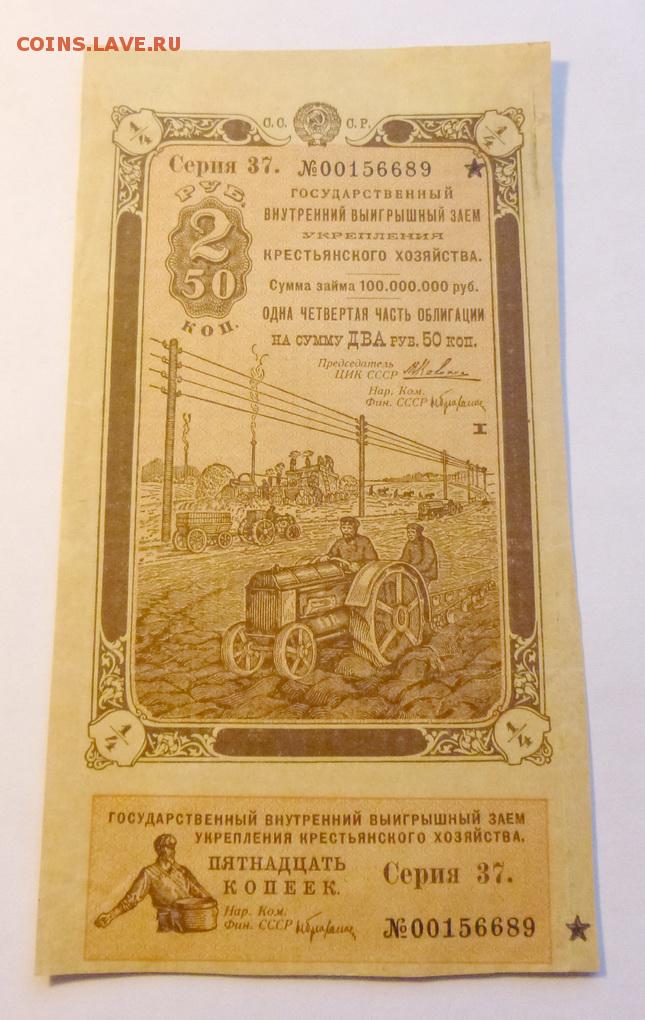 COINS.LAVE.RU
С.С. С.Р.
1/4 1/4
Серия 37. №00156689
РУБ.
2
50
КОП.
ГОСУДАРСТВЕННЫЙ
ВНУТРЕННИЙ ВЫИГРЫШНЫЙ ЗАЕМ
УКРЕПЛЕНИЯ
КРЕСТЬЯНСКОГО ХОЗЯЙСТВА.
Сумма займа 100.000.000 руб.
ОДНА ЧЕТВЕРТАЯ ЧАСТЬ ОБЛИГАЦИИ
НА СУММУ ДВА РУБ. 50 КОП.
Председатель
ЦИК СССР
Нар. Ком.
Фин. СССР
I
1/4 1/4
ГОСУДАРСТВЕННЫЙ ВНУТРЕННИЙ ВЫИГРЫШНЫЙ ЗАЕМ
УКРЕПЛЕНИЯ КРЕСТЬЯНСКОГО ХОЗЯЙСТВА.
ПЯТНАДЦАТЬ
КОПЕЕК.
Серия 37.
Нар. Ком.
Фин. СССР
№00156689